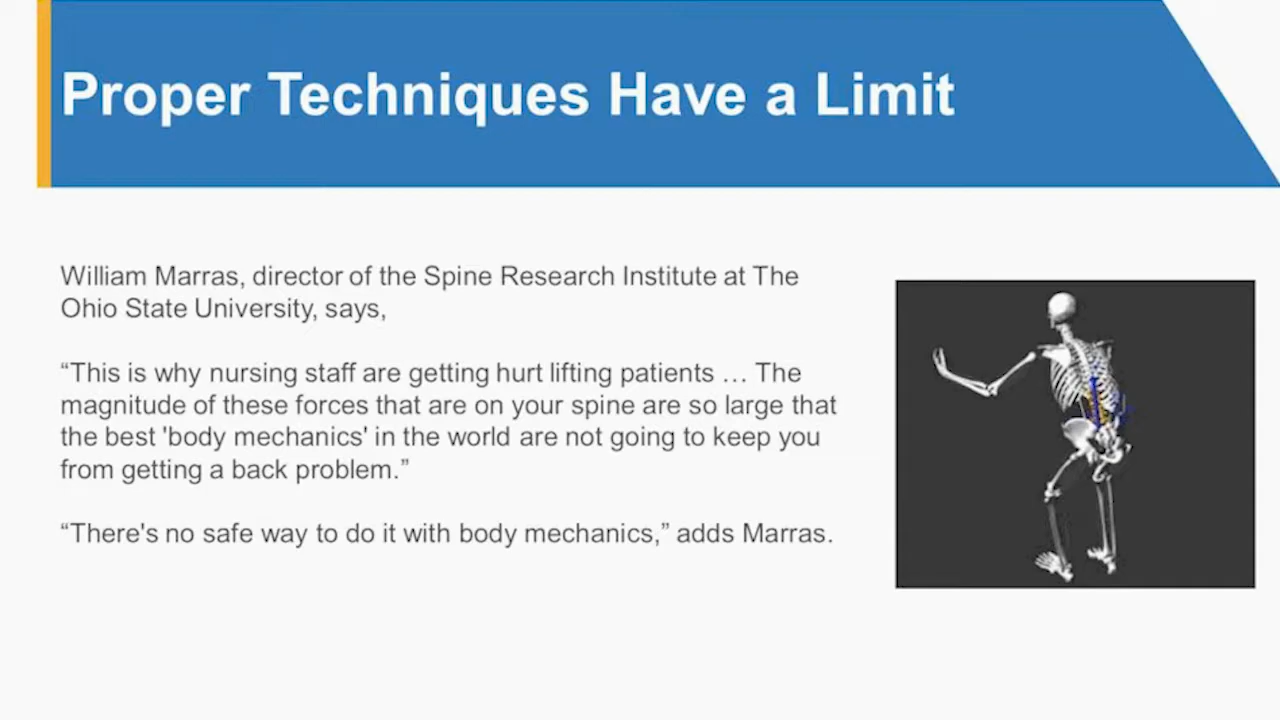 Proper Techniques Have a Limit
William Marras, director of the Spine Research Institute at The
Ohio State University, says,
“This is why nursing staff are getting hurt lifting patients … The
magnitude of these forces that are on your spine are so large that
the best 'body mechanics' in the world are not going to keep you
from getting a back problem.”
“There's no safe way to do it with body mechanics,” adds Marras.